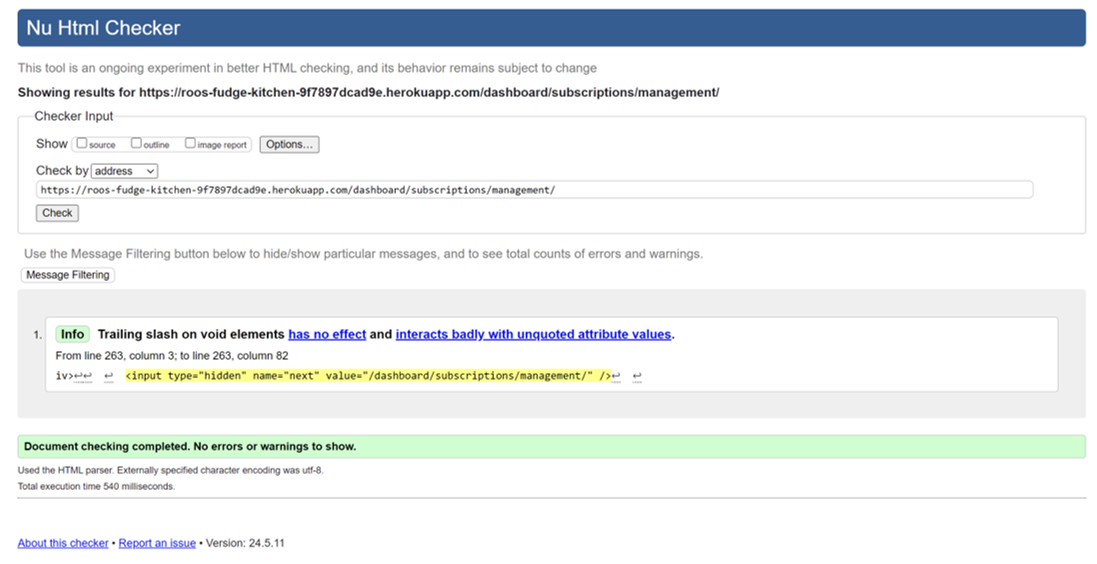 Nu Html Checker
This tool is an ongoing experiment in better HTML checking, and its behavior remains subject to change
Showing results for https://roos-fudge-kitchen-9f7897dcad9e.herokuapp.com/dashboard/subscriptions/management/
Checker Input
Show source outline image report Options...
Check by address
https://roos-fudge-kitchen-9f7897dcad9e.herokuapp.com/dashboard/subscriptions/management/
Check
Use the Message Filtering button below to hide/show particular messages, and to see total counts of errors and warnings.
Message Filtering
1. Info Trailing slash on void elements has no effect and interacts badly with unquoted attribute values.
From line 263, column 3; to line 263, column 82
iv>↩↩ ↩ <input type="hidden" name="next" value="/dashboard/subscriptions/management/" />↩ ↩
Document checking completed. No errors or warnings to show.
Used the HTML parser. Externally specified character encoding was utf-8.
Total execution time 540 milliseconds.
About this checker • Report an issue • Version: 24.5.11